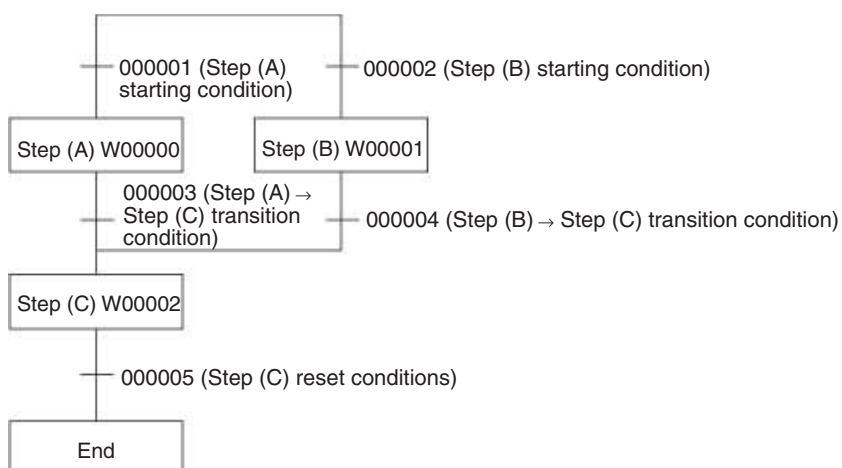 000001 (Step (A)
starting condition)
000002 (Step (B) starting condition)
Step (A) W00000
Step (B) W00001
000003 (Step (A) →
Step (C) transition
condition)
000004 (Step (B) → Step (C) transition condition)
Step (C) W00002
000005 (Step (C) reset conditions)
End